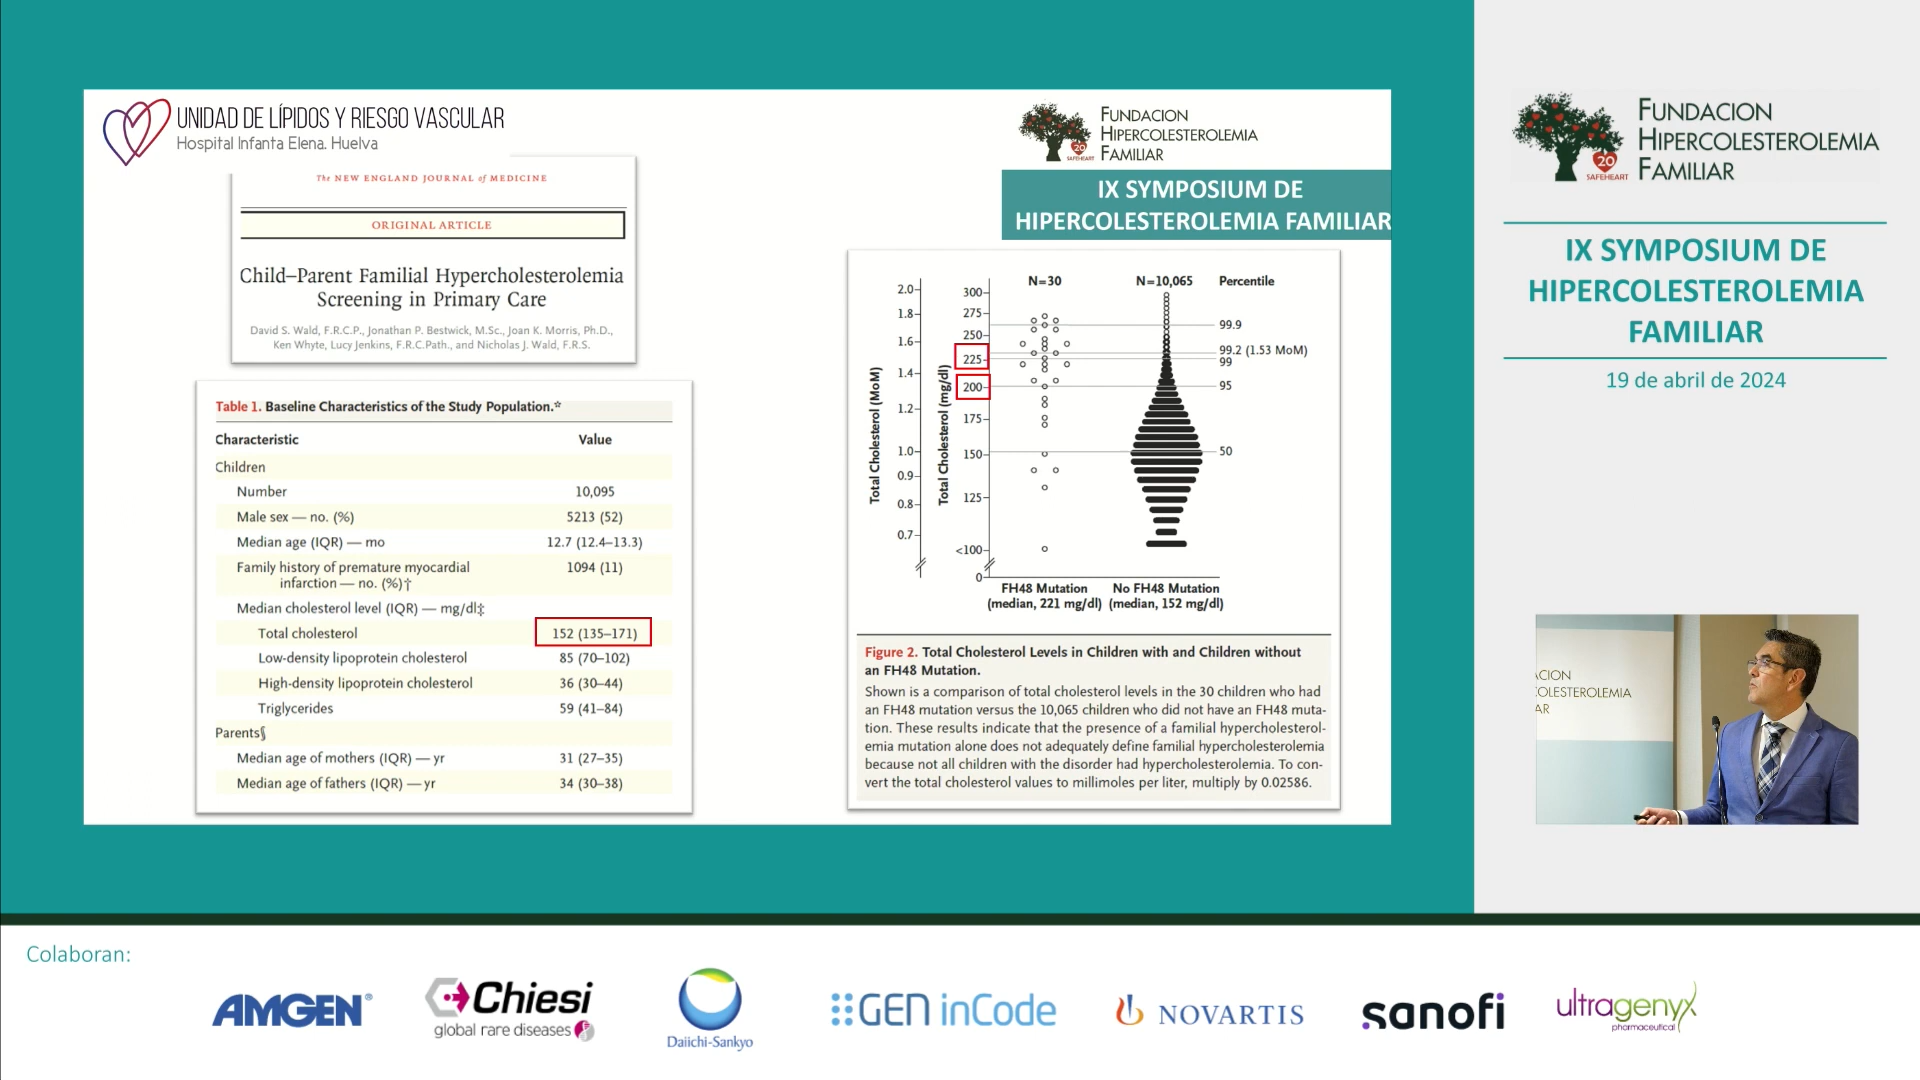 UNIDAD DE LÍPIDOS Y RIESGO VASCULAR
Hospital Infanta Elena. Huelva
FUNDACION
HIPERCOLESTEROLEMIA
FAMILIAR
20
SAFEHEART
IX SYMPOSIUM DE
HIPERCOLESTEROLEMIA FAMILIAR
The NEW ENGLAND JOURNAL of MEDICINE
ORIGINAL ARTICLE
Child–Parent Familial Hypercholesterolemia
Screening in Primary Care
David S. Wald, F.R.C.P., Jonathan P. Bestwick, M.Sc., Joan K. Morris, Ph.D.,
Ken Whyte, Lucy Jenkins, F.R.C.Path., and Nicholas J. Wald, F.R.S.
Table 1. Baseline Characteristics of the Study Population.*
Characteristic Value
Children
Number 10,095
Male sex — no. (%) 5213 (52)
Median age (IQR) — mo 12.7 (12.4–13.3)
Family history of premature myocardial
infarction — no. (%)† 1094 (11)
Median cholesterol level (IQR) — mg/dl‡
Total cholesterol 152 (135–171)
Low-density lipoprotein cholesterol 85 (70–102)
High-density lipoprotein cholesterol 36 (30–44)
Triglycerides 59 (41–84)
Parents§
Median age of mothers (IQR) — yr 31 (27–35)
Median age of fathers (IQR) — yr 34 (30–38)
N=30 N=10,065 Percentile
Total Cholesterol (MoM)
2.0
1.8
1.6
1.4
1.2
1.0
0.9
0.8
0.7
Total Cholesterol (mg/dl)
300
275
250
225
200
175
150
125
<100
0
99.9
99.2 (1.53 MoM)
99
95
50
FH48 Mutation No FH48 Mutation
(median, 221 mg/dl) (median, 152 mg/dl)
Figure 2. Total Cholesterol Levels in Children with and Children without
an FH48 Mutation.
Shown is a comparison of total cholesterol levels in the 30 children who had
an FH48 mutation versus the 10,065 children who did not have an FH48 muta-
tion. These results indicate that the presence of a familial hypercholesterol-
emia mutation alone does not adequately define familial hypercholesterolemia
because not all children with the disorder had hypercholesterolemia. To con-
vert the total cholesterol values to millimoles per liter, multiply by 0.02586.
FUNDACION
HIPERCOLESTEROLEMIA
FAMILIAR
20
SAFEHEART
IX SYMPOSIUM DE
HIPERCOLESTEROLEMIA
FAMILIAR
19 de abril de 2024
ACION
COLESTEROLEMIA
AR
Colaboran:
AMGEN®
Chiesi
global rare diseases
Daiichi-Sankyo
GEN inCode
NOVARTIS
sanofi
ultragenyx
pharmaceutical